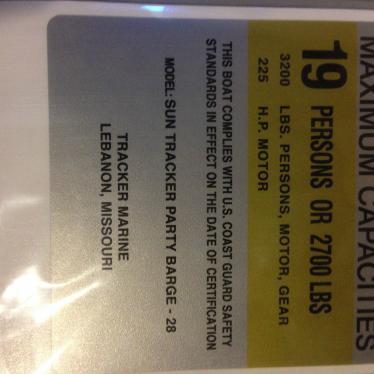 MAXIMUM CAPACITIES
19 PERSONS OR 2700 LBS
3200 LBS. PERSONS, MOTOR, GEAR
225 H.P. MOTOR
THIS BOAT COMPLIES WITH U.S. COAST GUARD SAFETY
STANDARDS IN EFFECT ON THE DATE OF CERTIFICATION
MODEL: SUN TRACKER PARTY BARGE - 28
TRACKER MARINE
LEBANON, MISSOURI